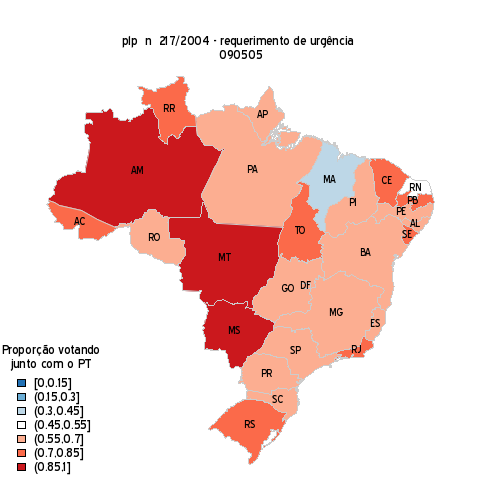 plp n 217/2004 - requerimento de urgência
090505
RR
AP
AM
PA
MA
CE
RN
PB
PI
PE
AL
SE
AC
TO
RO
BA
MT
GO
DF
MG
ES
MS
SP
RJ
PR
SC
RS
Proporção votando
junto com o PT
[0,0.15]
(0.15,0.3]
(0.3,0.45]
(0.45,0.55]
(0.55,0.7]
(0.7,0.85]
(0.85,1]